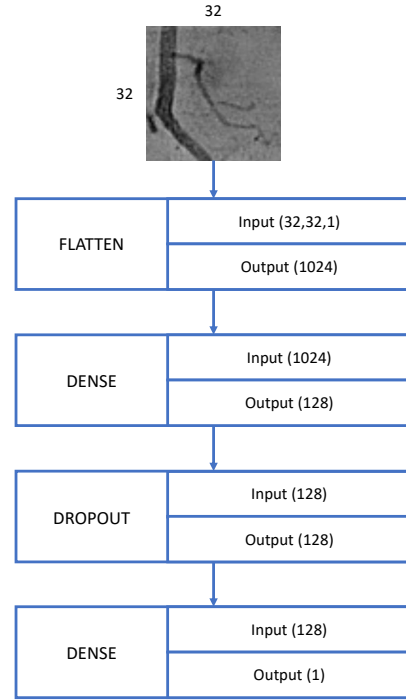 32
32
FLATTEN
Input (32,32,1)
Output (1024)
DENSE
Input (1024)
Output (128)
DROPOUT
Input (128)
Output (128)
DENSE
Input (128)
Output (1)